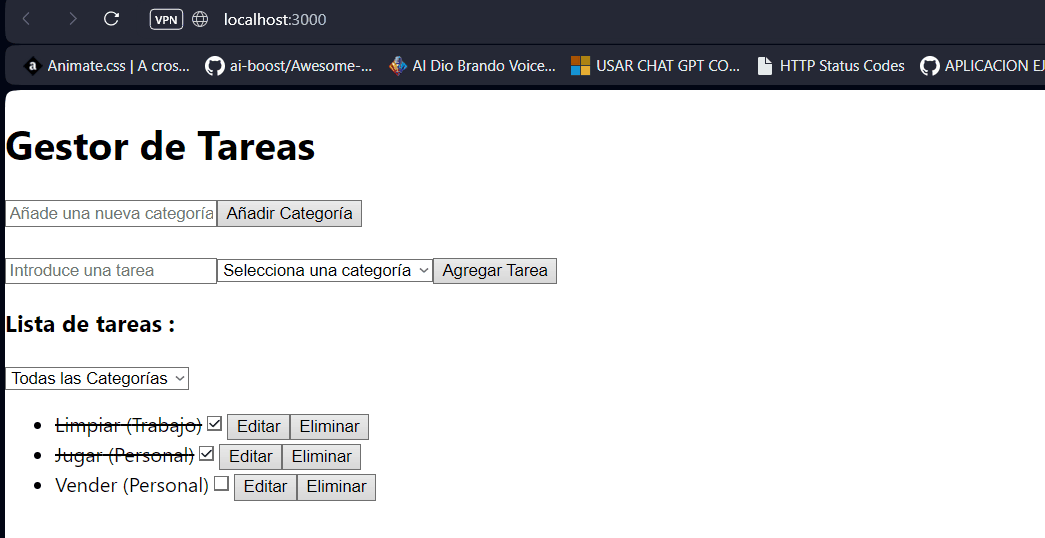 VPN localhost:3000
a Animate.css | A cros... ai-boost/Awesome-... AI Dio Brando Voice... USAR CHAT GPT CO... HTTP Status Codes APLICACION EJ
Gestor de Tareas
Añade una nueva categoría Añadir Categoría
Introduce una tarea Selecciona una categoría Agregar Tarea
Lista de tareas :
Todas las Categorías
Limpiar (Trabajo) Editar Eliminar
Jugar (Personal) Editar Eliminar
Vender (Personal) Editar Eliminar